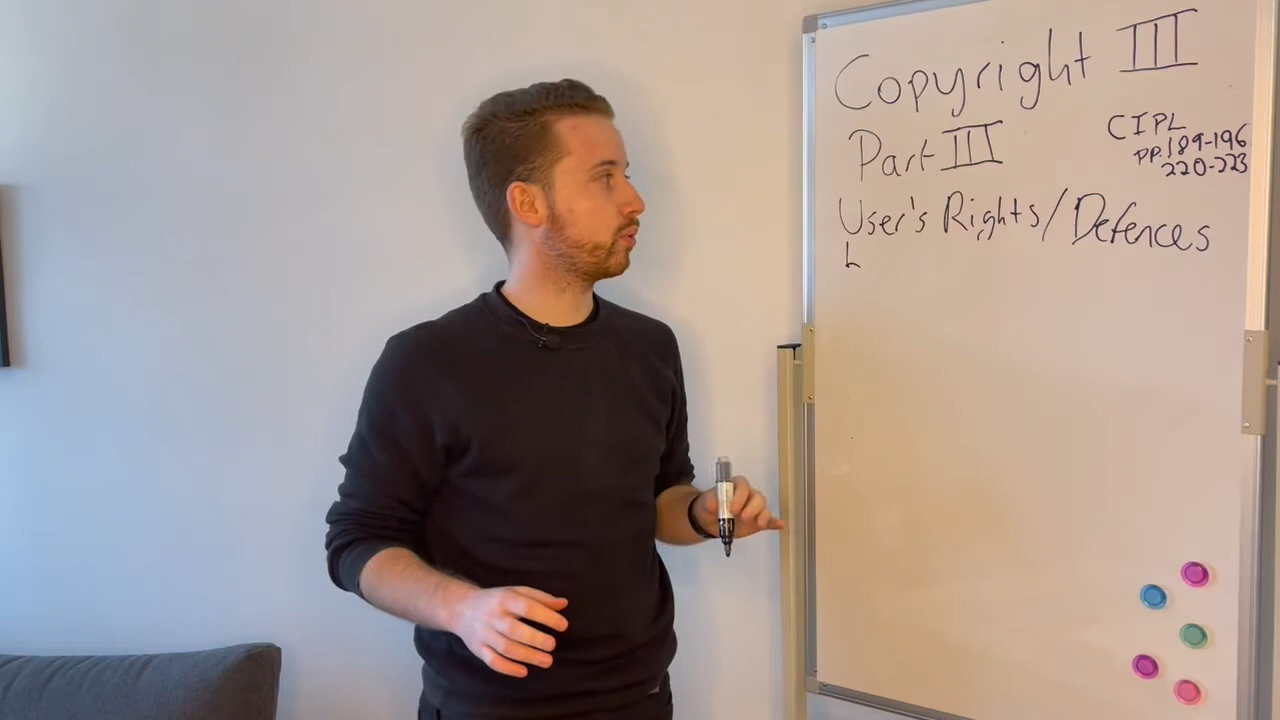 Copyright III
Part III
CIPL
pp.189-196
220-223
User's Rights/Defences